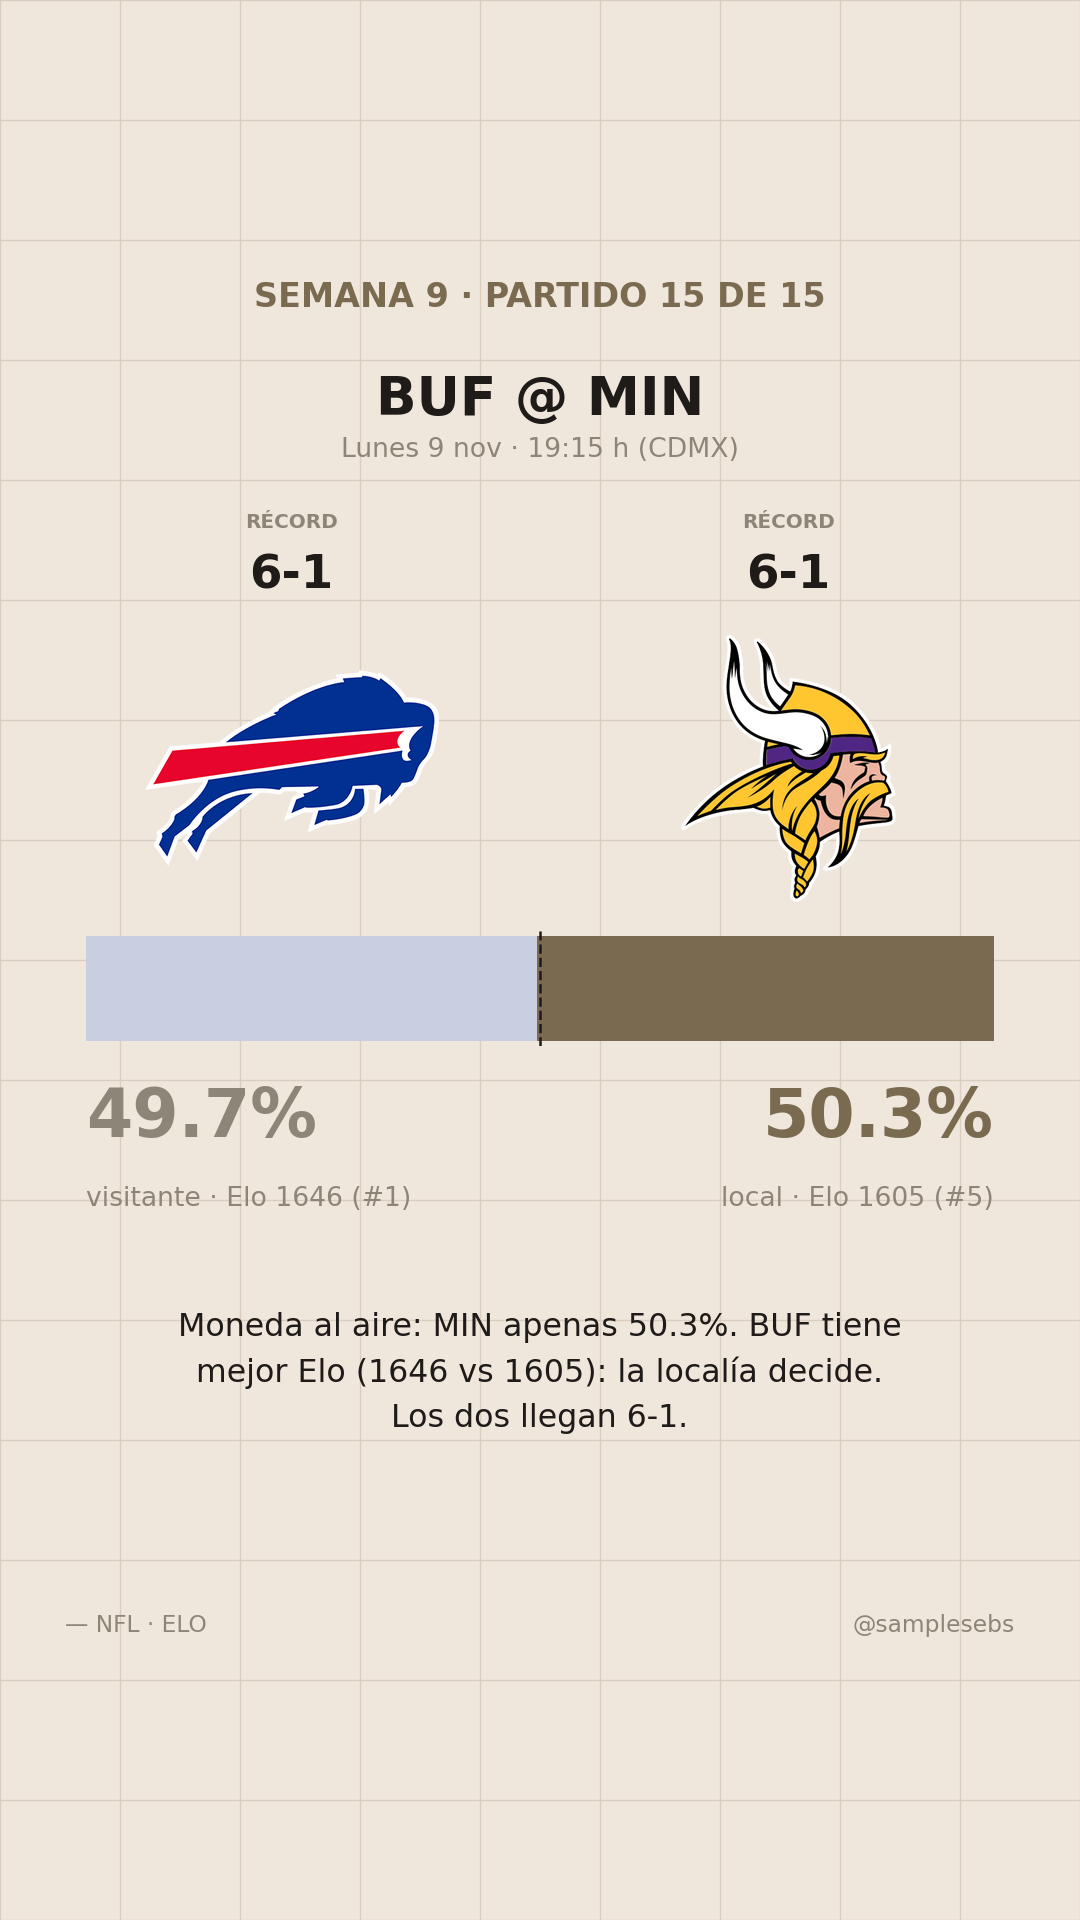 SEMANA 9 · PARTIDO 15 DE 15
BUF @ MIN
Lunes 9 nov · 19:15 h (CDMX)
RÉCORD
6-1
RÉCORD
6-1
49.7%
50.3%
visitante · Elo 1646 (#1)
local · Elo 1605 (#5)
Moneda al aire: MIN apenas 50.3%. BUF tiene
mejor Elo (1646 vs 1605): la localía decide.
Los dos llegan 6-1.
— NFL · ELO
@samplesebs